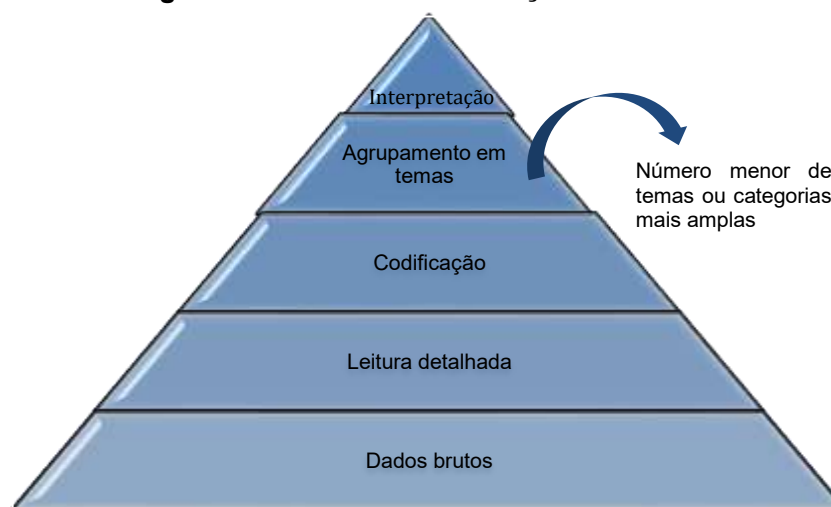 Interpretação
Agrupamento em
temas
Número menor de
temas ou categorias
mais amplas
Codificação
Leitura detalhada
Dados brutos